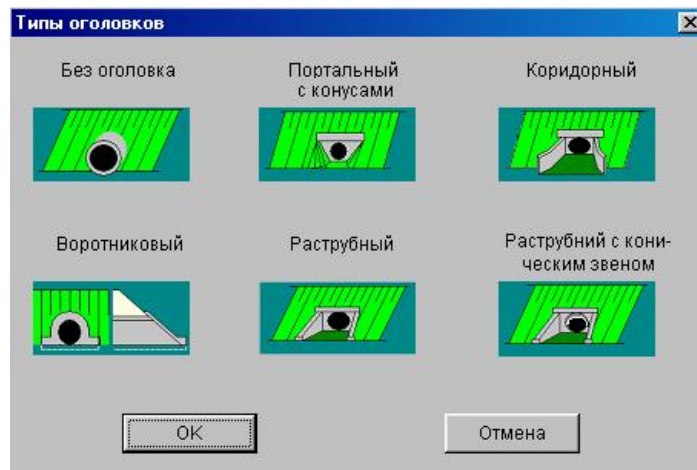 Типы оголовков
Без оголовка
Портальный
с конусами
Коридорный
Воротниковый
Раструбный
Раструбний с кони-
ческим звеном
OK
Отмена